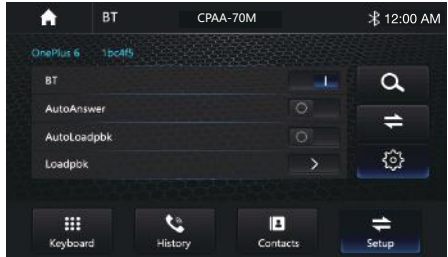 BT CPAA-70M 12:00 AM
OnePlus 6 1bc4f5
BT
AutoAnswer
AutoLoadpbk
Loadpbk
Keyboard History Contacts Setup